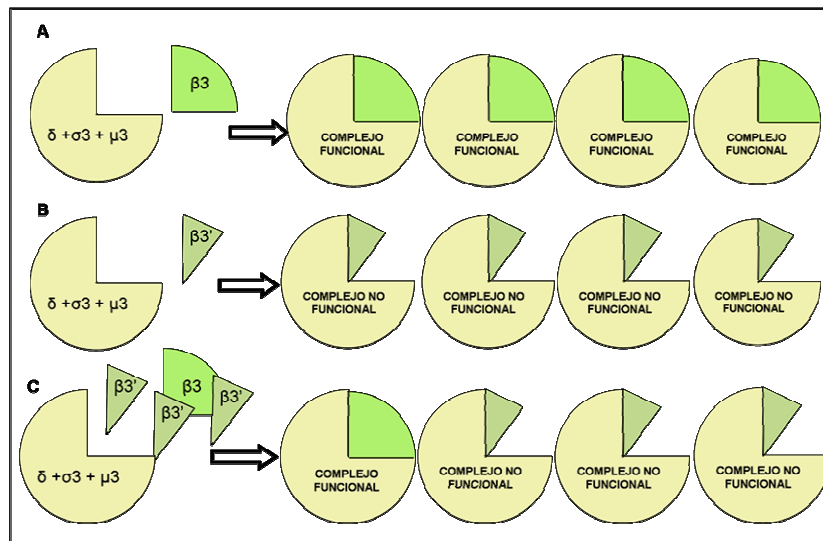 A
β3
δ +σ3 + µ3
COMPLEJO
FUNCIONAL
COMPLEJO
FUNCIONAL
COMPLEJO
FUNCIONAL
COMPLEJO
FUNCIONAL
B
β3'
δ +σ3 + µ3
COMPLEJO NO
FUNCIONAL
COMPLEJO NO
FUNCIONAL
COMPLEJO NO
FUNCIONAL
COMPLEJO NO
FUNCIONAL
C
β3'
β3
β3'
β3'
δ +σ3 + µ3
COMPLEJO
FUNCIONAL
COMPLEJO NO
FUNCIONAL
COMPLEJO NO
FUNCIONAL
COMPLEJO NO
FUNCIONAL